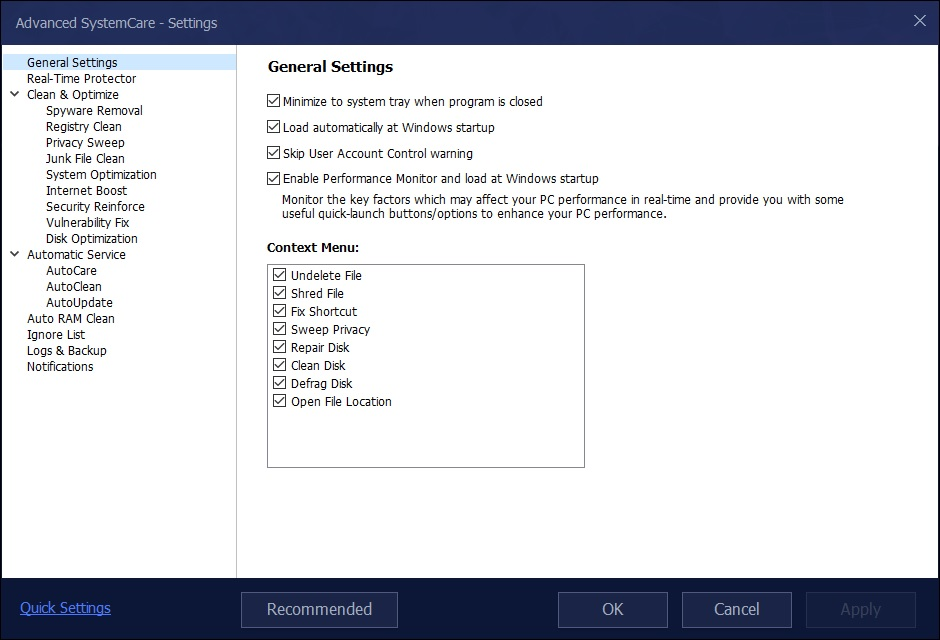 Advanced SystemCare - Settings
General Settings
Real-Time Protector
Clean & Optimize
Spyware Removal
Registry Clean
Privacy Sweep
Junk File Clean
System Optimization
Internet Boost
Security Reinforce
Vulnerability Fix
Disk Optimization
Automatic Service
AutoCare
AutoClean
AutoUpdate
Auto RAM Clean
Ignore List
Logs & Backup
Notifications
General Settings
Minimize to system tray when program is closed
Load automatically at Windows startup
Skip User Account Control warning
Enable Performance Monitor and load at Windows startup
Monitor the key factors which may affect your PC performance in real-time and provide you with some
useful quick-launch buttons/options to enhance your PC performance.
Context Menu:
Undelete File
Shred File
Fix Shortcut
Sweep Privacy
Repair Disk
Clean Disk
Defrag Disk
Open File Location
Quick Settings
Recommended
OK
Cancel
Apply